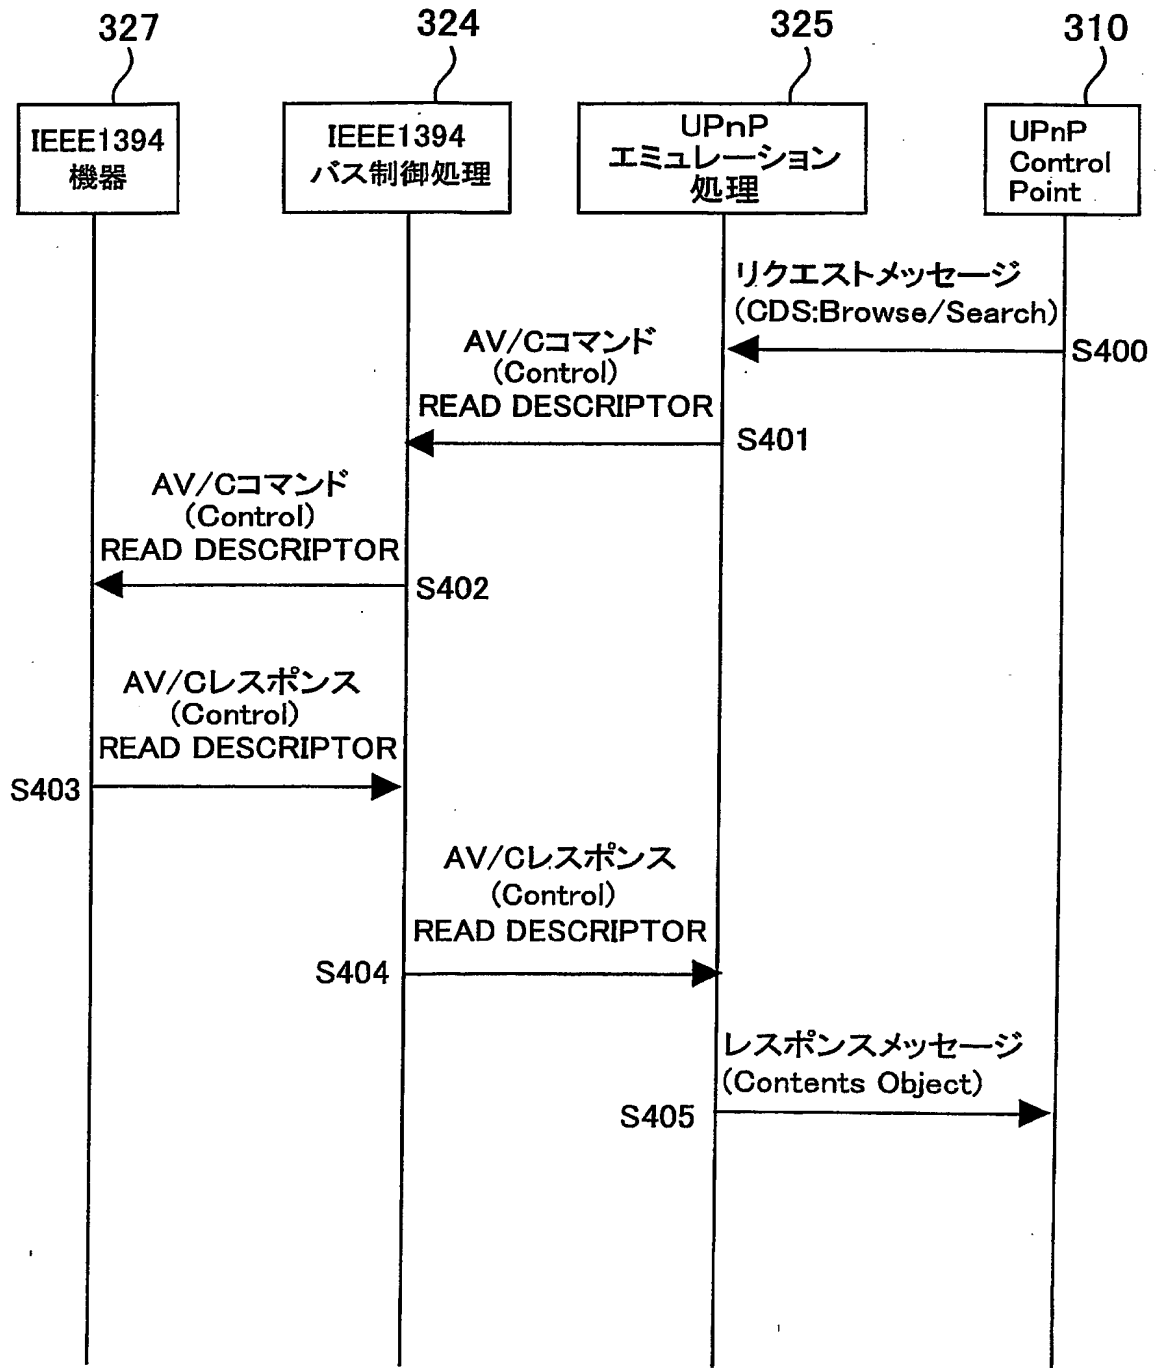 327
324
325
310
IEEE1394
機器
IEEE1394
バス制御処理
UPnP
エミュレーション
処理
UPnP
Control
Point
リクエストメッセージ
(CDS:Browse/Search)
S400
AV/Cコマンド
(Control)
READ DESCRIPTOR
S401
AV/Cコマンド
(Control)
READ DESCRIPTOR
S402
AV/Cレスポンス
(Control)
READ DESCRIPTOR
S403
AV/Cレスポンス
(Control)
READ DESCRIPTOR
S404
レスポンスメッセージ
(Contents Object)
S405